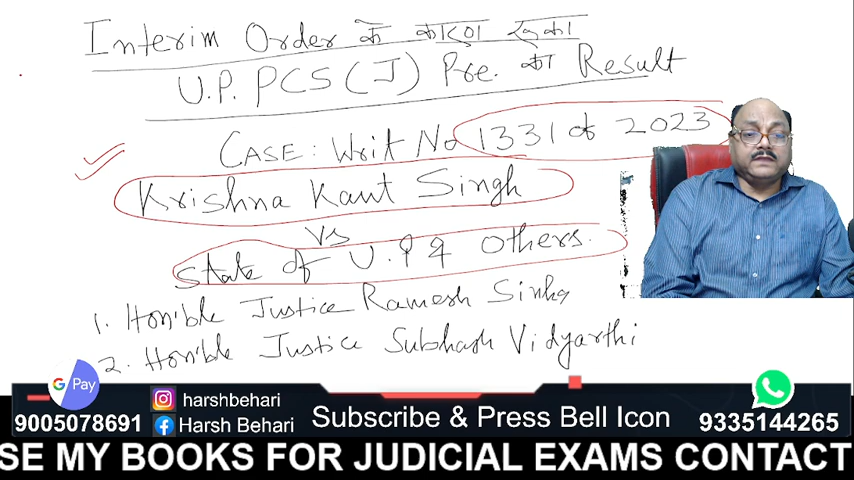 Interim Order के कारण रुका
U.P. PCS (J) Pre. का Result
CASE: Writ No 1331 of 2023
Krishna Kant Singh
Vs
State of U.P & Others.
1. Hon'ble Justice Ramesh Sinha
2. Hon'ble Justice Subhash Vidyarthi
G Pay
9005078691
harshbehari
Harsh Behari
Subscribe & Press Bell Icon
9335144265
SE MY BOOKS FOR JUDICIAL EXAMS CONTACT